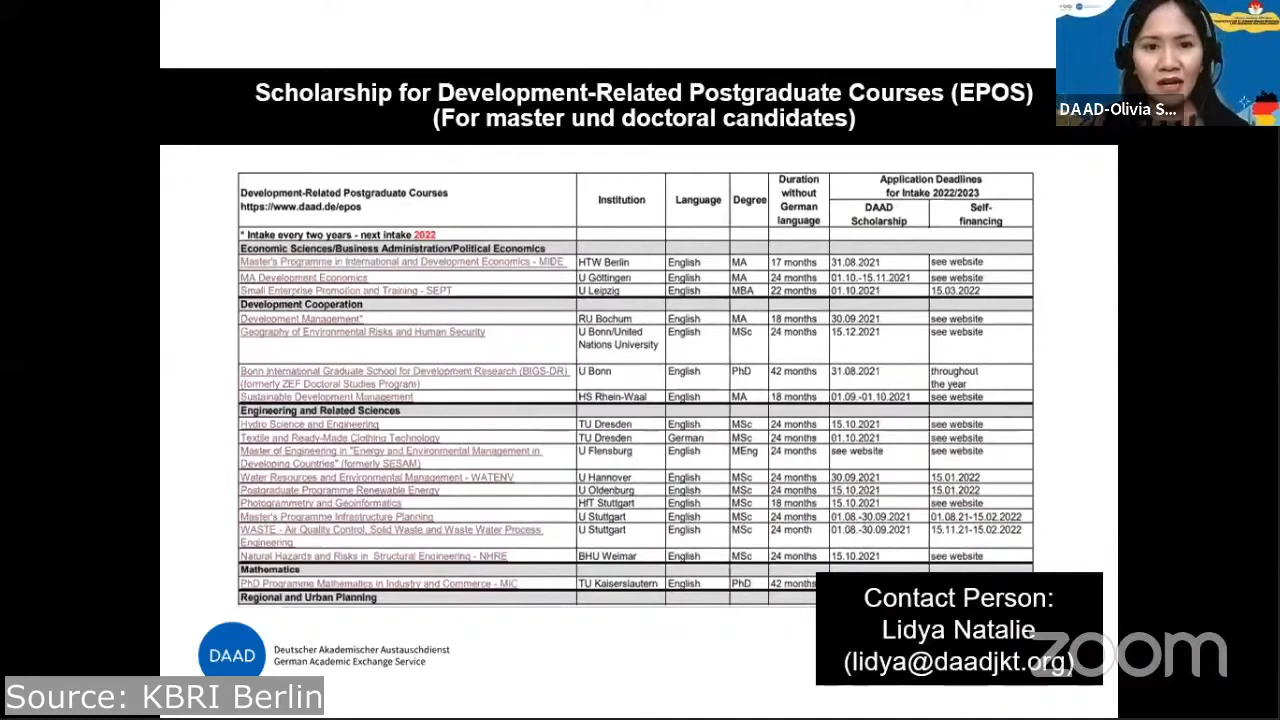 Scholarship for Development-Related Postgraduate Courses (EPOS)
(For master und doctoral candidates)
DAAD-Olivia S...
Development-Related Postgraduate Courses
https://www.daad.de/epos
Institution
Language
Degree
Duration without German language
Application Deadlines for Intake 2022/2023
DAAD Scholarship
Self-financing
* Intake every two years - next intake 2022
Economic Sciences/Business Administration/Political Economics
Master's Programme in International and Development Economics - MIDE HTW Berlin English MA 17 months 31.08.2021 see website
MA Development Economics U Göttingen English MA 24 months 01.10.-15.11.2021 see website
Small Enterprise Promotion and Training - SEPT U Leipzig English MBA 22 months 01.10.2021 15.03.2022
Development Cooperation
Development Management* RU Bochum English MA 18 months 30.09.2021 see website
Geography of Environmental Risks and Human Security U Bonn/United English MSc 24 months 15.12.2021 see website
Nations University
Bonn International Graduate School for Development Research (BIGS-DR) U Bonn English PhD 42 months 31.08.2021 throughout
(formerly ZEF Doctoral Studies Program) the year
Sustainable Development Management HS Rhein-Waal English MA 18 months 01.09.-01.10.2021 see website
Engineering and Related Sciences
Hydro Science and Engineering TU Dresden English MSc 24 months 15.10.2021 see website
Textile and Ready-Made Clothing Technology TU Dresden German MSc 24 months 01.10.2021 see website
Master of Engineering in "Energy and Environmental Management in U Flensburg English MEng 24 months see website see website
Developing Countries" (formerly SESAM)
Water Resources and Environmental Management - WATENV U Hannover English MSc 24 months 30.09.2021 15.01.2022
Postgraduate Programme Renewable Energy U Oldenburg English MSc 24 months 15.10.2021 15.01.2022
Photogrammetry and Geoinformatics HfT Stuttgart English MSc 18 months 15.10.2021 see website
Master's Programme Infrastructure Planning U Stuttgart English MSc 24 months 01.08.-30.09.2021 01.08.21-15.02.2022
WASTE - Air Quality Control, Solid Waste and Waste Water Process U Stuttgart English MSc 24 month 01.08-30.09.2021 15.11.21-15.02.2022
Engineering
Natural Hazards and Risks in Structural Engineering - NHRE BHU Weimar English MSc 24 months 15.10.2021 see website
Mathematics
PhD Programme Mathematics in Industry and Commerce - MIC TU Kaiserslautern English PhD 42 months
Regional and Urban Planning
Contact Person:
Lidya Natalie
(lidya@daadjkt.org)
zoom
DAAD
Deutscher Akademischer Austauschdienst
German Academic Exchange Service
Source: KBRI Berlin